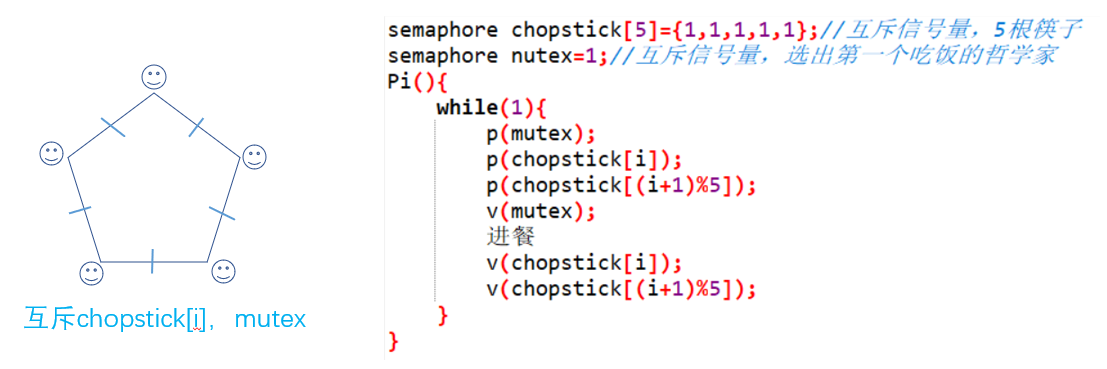 互斥chopstick[i]，mutex
semaphore chopstick[5]={1,1,1,1,1};//互斥信号量，5根筷子
semaphore nutex=1;//互斥信号量，选出第一个吃饭的哲学家
Pi(){
while(1){
p(mutex);
p(chopstick[i]);
p(chopstick[(i+1)%5]);
v(mutex);
进餐
v(chopstick[i]);
v(chopstick[(i+1)%5]);
}
}